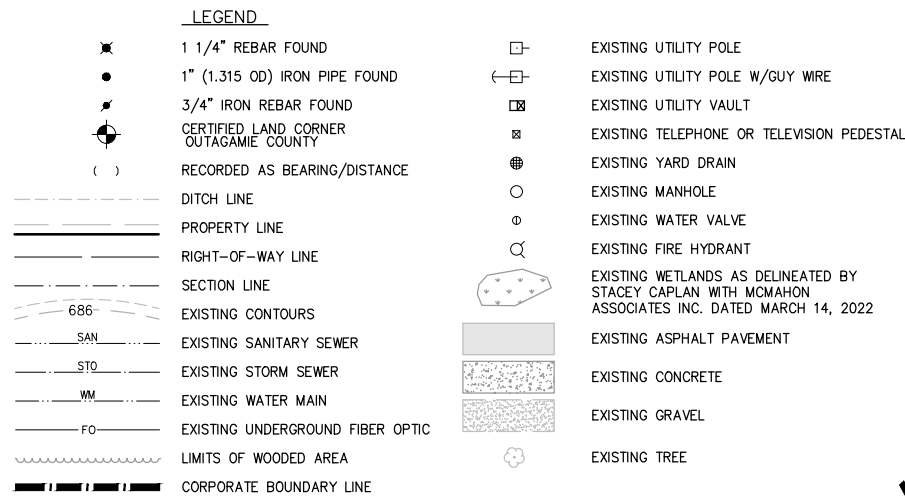 LEGEND
1 1/4" REBAR FOUND
1" (1.315 OD) IRON PIPE FOUND
3/4" IRON REBAR FOUND
CERTIFIED LAND CORNER
OUTAGAMIE COUNTY
( ) RECORDED AS BEARING/DISTANCE
DITCH LINE
PROPERTY LINE
RIGHT-OF-WAY LINE
SECTION LINE
686 EXISTING CONTOURS
SAN EXISTING SANITARY SEWER
STO EXISTING STORM SEWER
WM EXISTING WATER MAIN
FO EXISTING UNDERGROUND FIBER OPTIC
LIMITS OF WOODED AREA
CORPORATE BOUNDARY LINE
EXISTING UTILITY POLE
EXISTING UTILITY POLE W/GUY WIRE
EXISTING UTILITY VAULT
EXISTING TELEPHONE OR TELEVISION PEDESTAL
EXISTING YARD DRAIN
EXISTING MANHOLE
EXISTING WATER VALVE
EXISTING FIRE HYDRANT
EXISTING WETLANDS AS DELINEATED BY
STACEY CAPLAN WITH MCMAHON
ASSOCIATES INC. DATED MARCH 14, 2022
EXISTING ASPHALT PAVEMENT
EXISTING CONCRETE
EXISTING GRAVEL
EXISTING TREE